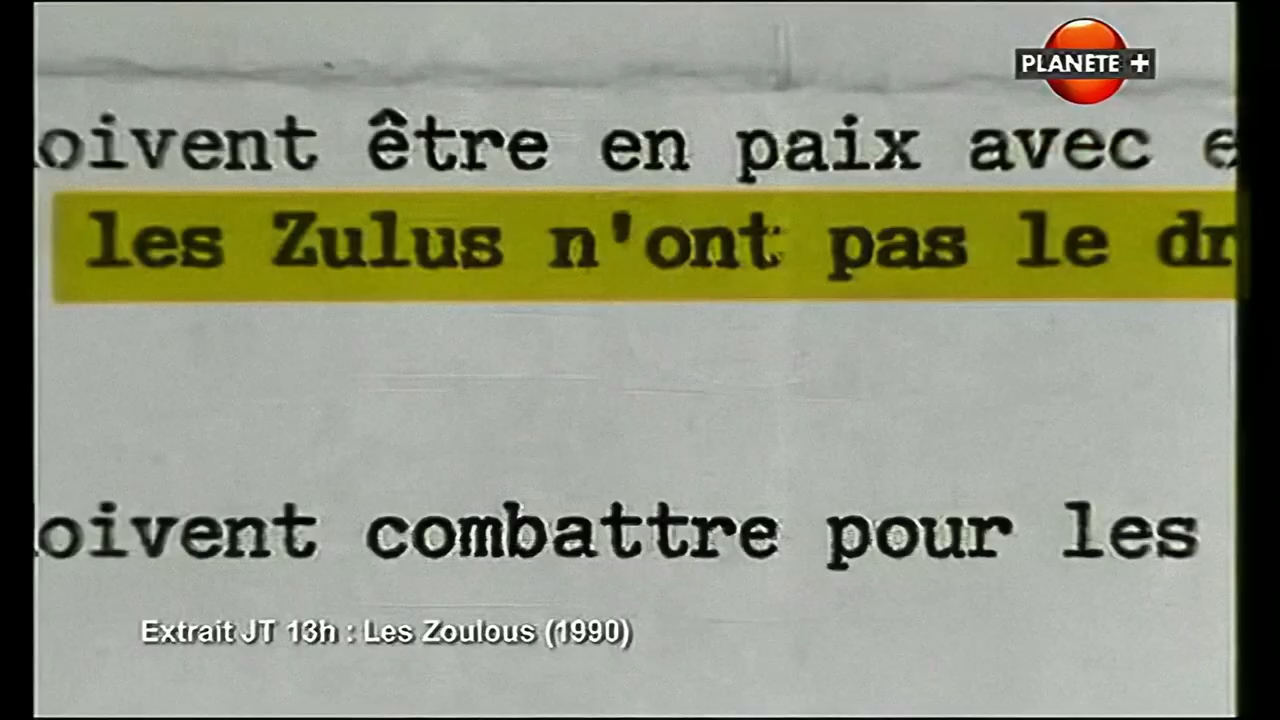 PLANETE +
oivent être en paix avec e
les Zulus n'ont pas le dr
oivent combattre pour les
Extrait JT 13h : Les Zoulous (1990)